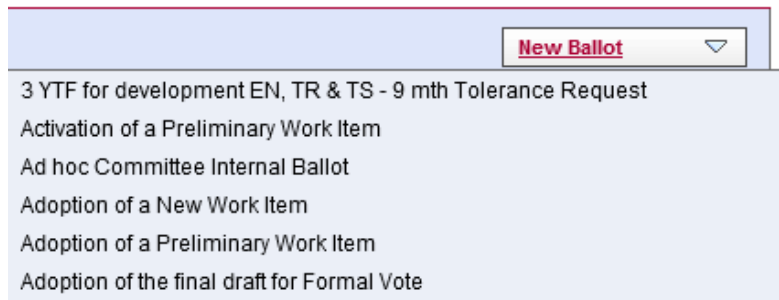 New Ballot
3 YTF for development EN, TR & TS - 9 mth Tolerance Request
Activation of a Preliminary Work Item
Ad hoc Committee Internal Ballot
Adoption of a New Work Item
Adoption of a Preliminary Work Item
Adoption of the final draft for Formal Vote